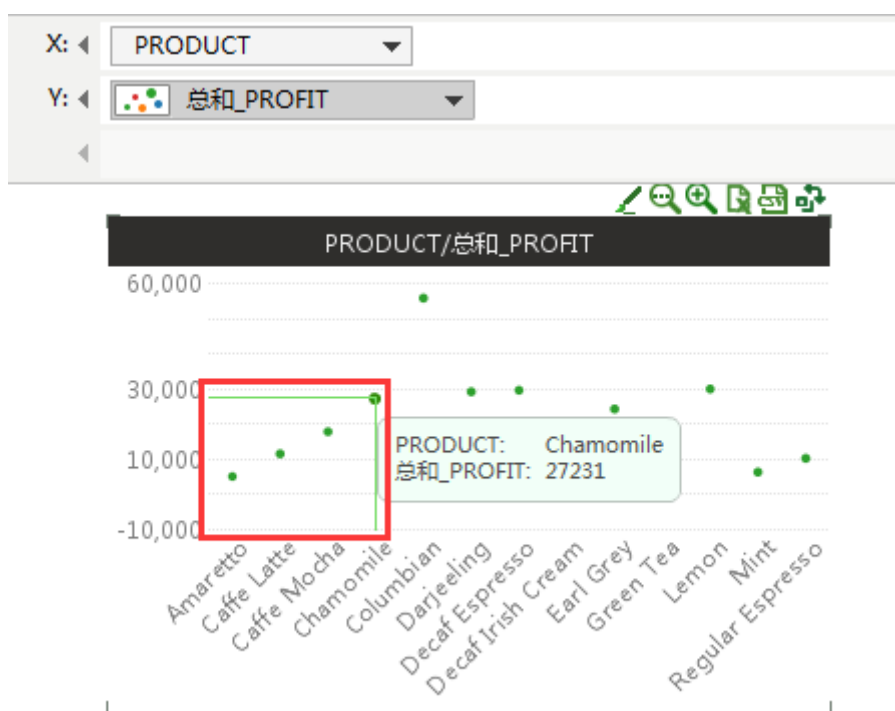 X: PRODUCT
Y: 总和_PROFIT
PRODUCT/总和_PROFIT
60,000
30,000
10,000
-10,000
PRODUCT: Chamomile
总和_PROFIT: 27231
Amaretto
Caffe Latte
Caffe Mocha
Chamomile
Columbian
Darjeeling
Decaf Espresso
Decaf Irish Cream
Earl Grey
Green Tea
Lemon
Mint
Regular Espresso